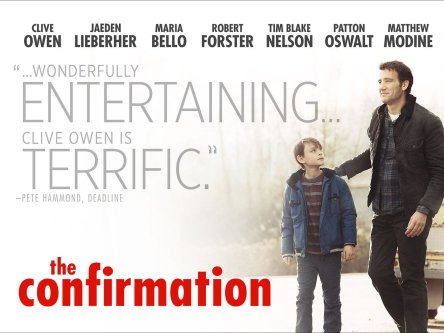 CLIVE JAEDEN MARIA ROBERT TIM BLAKE PATTON MATTHEW
OWEN LIEBERHER BELLO FORSTER NELSON OSWALT MODINE
“...WONDERFULLY
ENTERTAINING...
CLIVE OWEN IS
TERRIFIC.”
–PETE HAMMOND, DEADLINE
the
confirmation